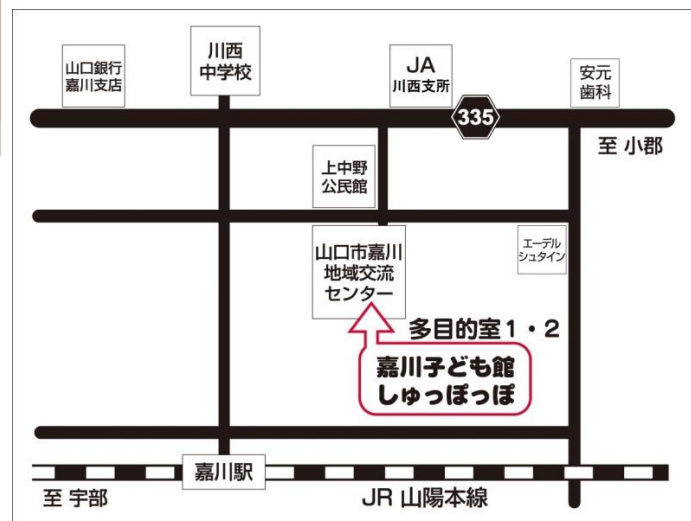 山口銀行
嘉川支店
川西
中学校
JA
川西支所
安元
歯科
335
至 小郡
上中野
公民館
山口市嘉川
地域交流
センター
エーデル
シュタイン
多目的室1・2
嘉川子ども館
しゅっぽっぽ
嘉川駅
至 宇部
JR 山陽本線